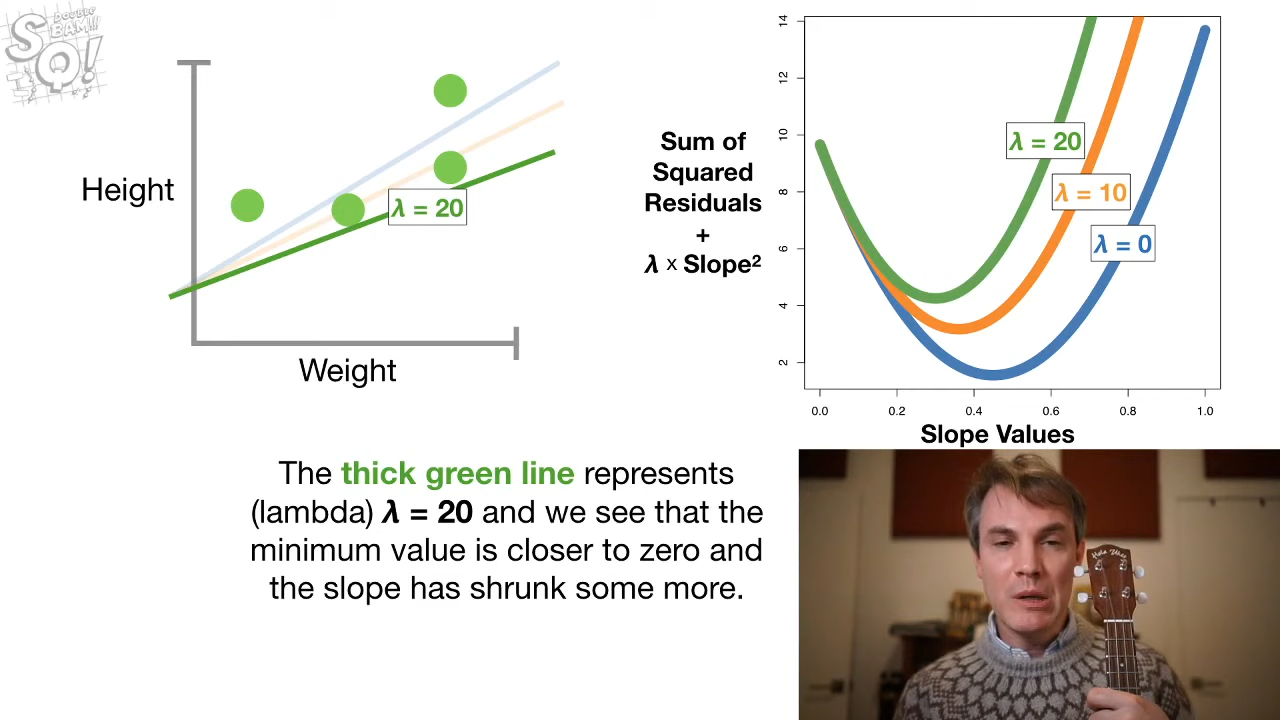 DOUBLE
BAM!!!
SQ!
Height
Weight
λ = 20
Sum of
Squared
Residuals
+
λ x Slope²
14
12
10
8
6
4
2
λ = 20
λ = 10
λ = 0
0.0 0.2 0.4 0.6 0.8 1.0
Slope Values
The thick green line represents
(lambda) λ = 20 and we see that the
minimum value is closer to zero and
the slope has shrunk some more.